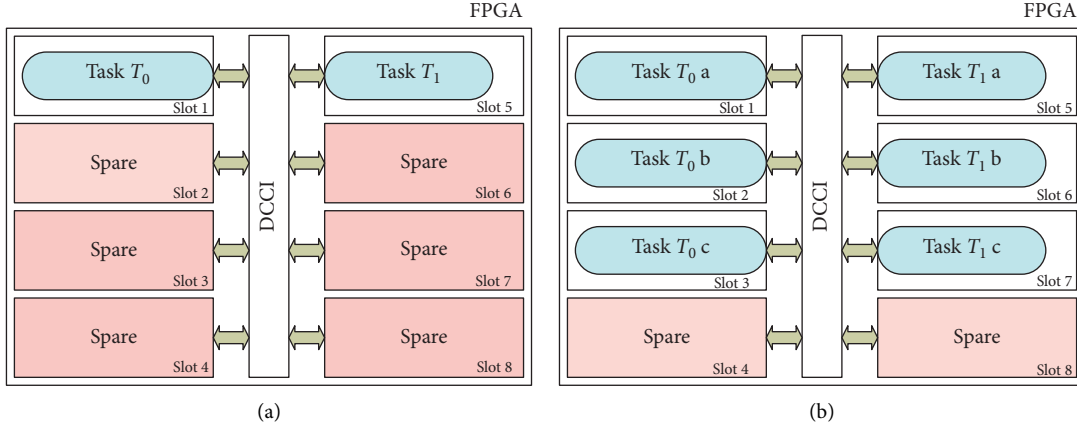 FPGA
Task T0
Slot 1
Spare
Slot 2
Spare
Slot 3
Spare
Slot 4
DCCI
Task T1
Slot 5
Spare
Slot 6
Spare
Slot 7
Spare
Slot 8
(a)
FPGA
Task T0 a
Slot 1
Task T0 b
Slot 2
Task T0 c
Slot 3
Spare
Slot 4
DCCI
Task T1 a
Slot 5
Task T1 b
Slot 6
Task T1 c
Slot 7
Spare
Slot 8
(b)